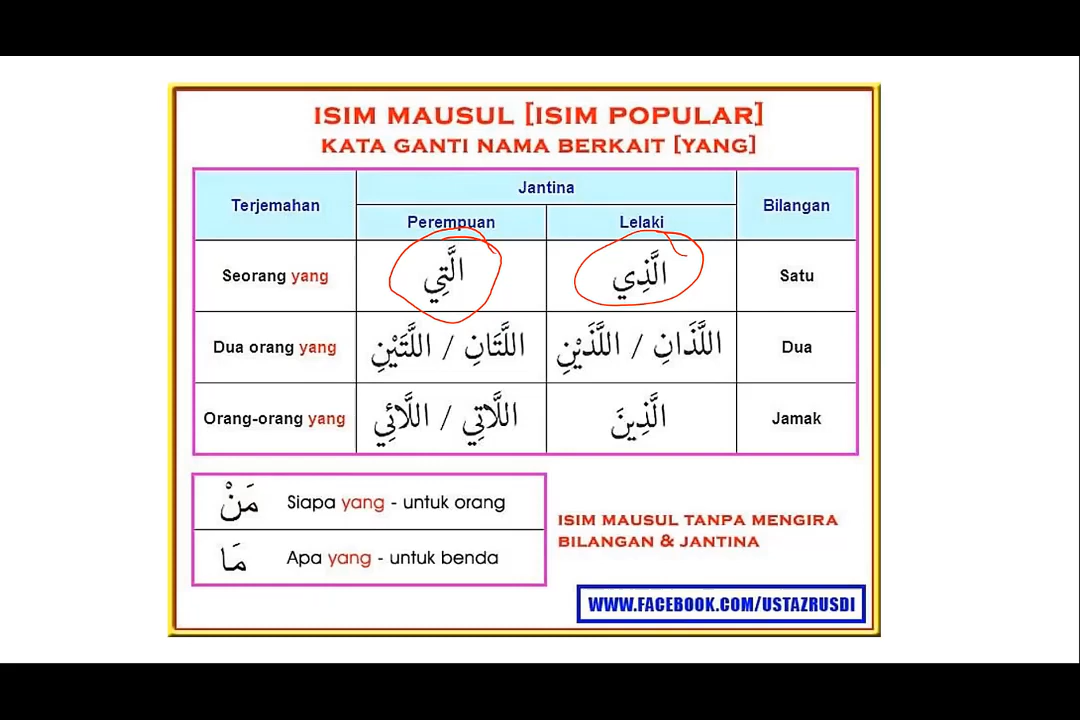 ISIM MAUSUL [ISIM POPULAR]
KATA GANTI NAMA BERKAIT [YANG]
Terjemahan
Jantina
Bilangan
Perempuan
Lelaki
Seorang yang
الَّتِي
الَّذِي
Satu
Dua orang yang
اللَّتَانِ / اللَّتَيْنِ
اللَّذَانِ / اللَّذَيْنِ
Dua
Orang-orang yang
اللَّاتِي / اللَّائِي
الَّذِينَ
Jamak
مَنْ Siapa yang - untuk orang
مَا Apa yang - untuk benda
ISIM MAUSUL TANPA MENGIRA
BILANGAN & JANTINA
WWW.FACEBOOK.COM/USTAZRUSDI